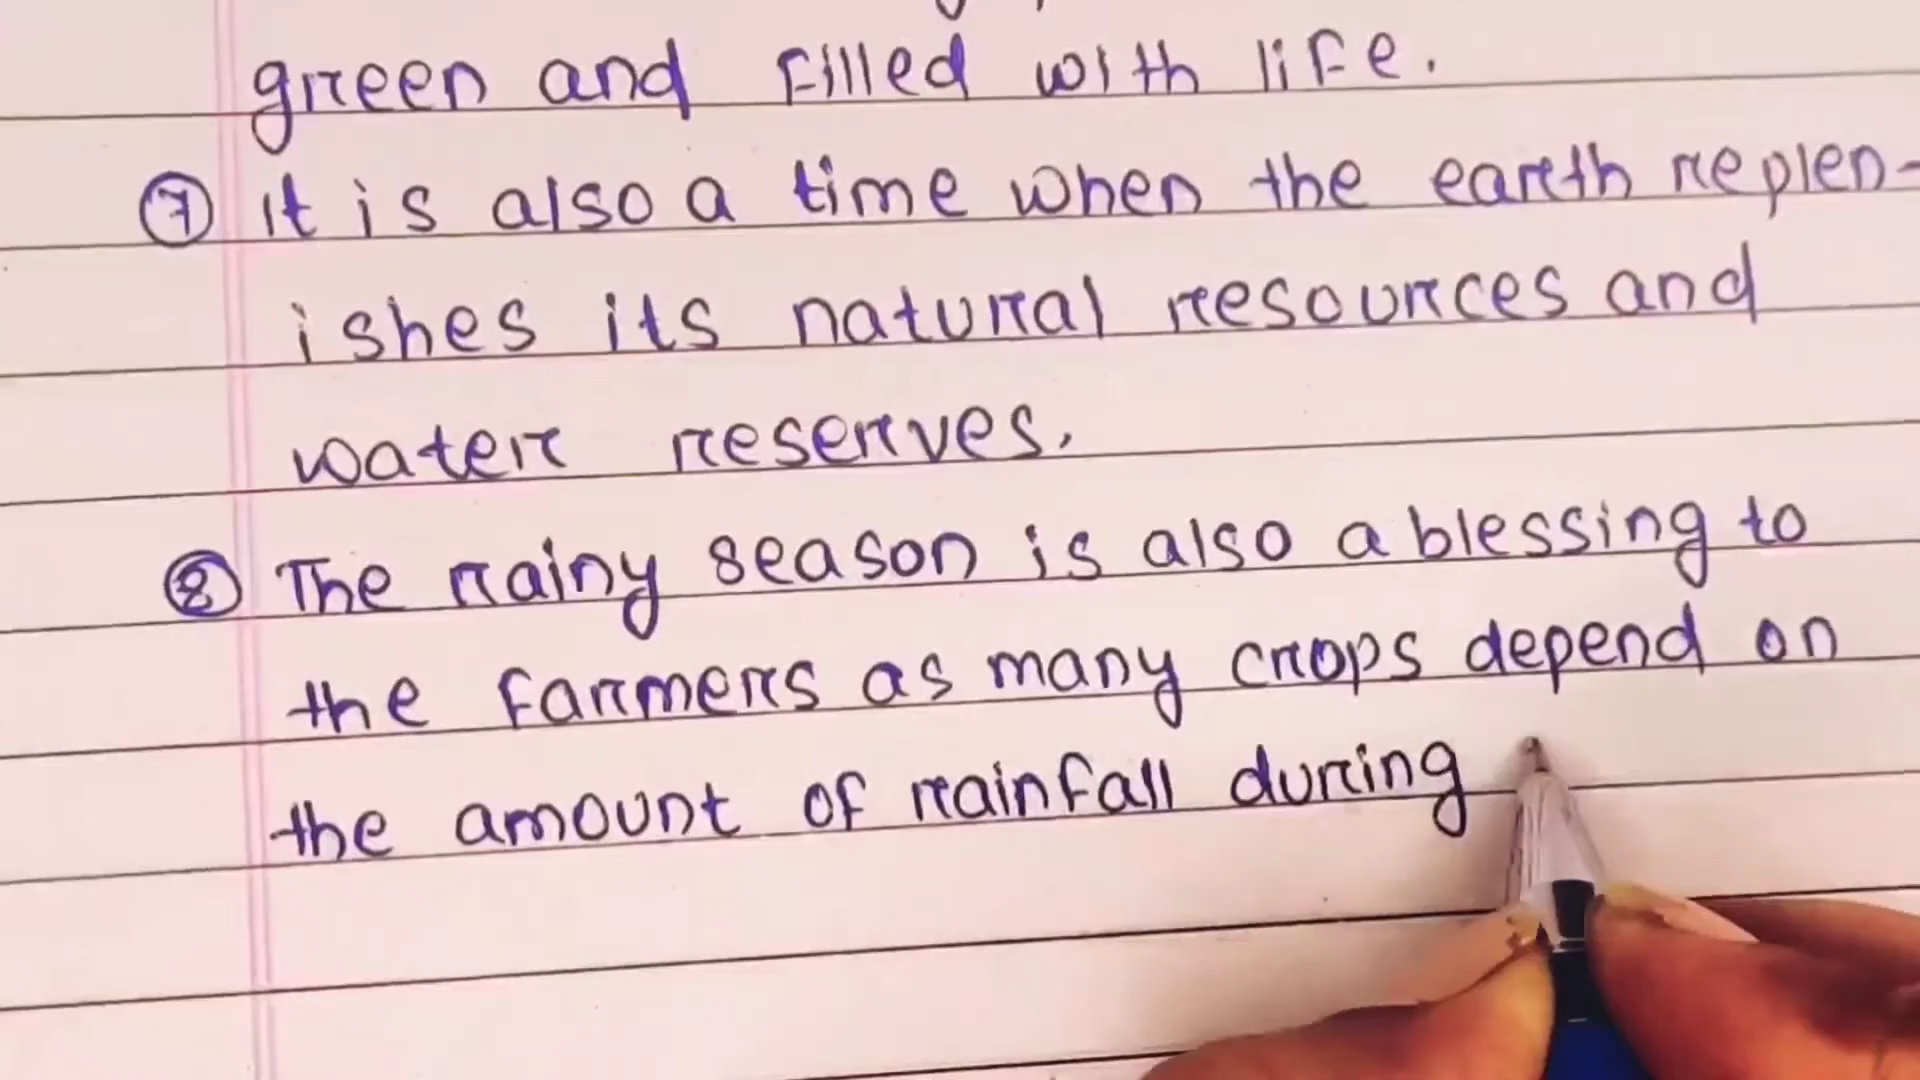 green and filled with life.
7 It is also a time when the earth replen-
ishes its natural resources and
water reserves.
8 The rainy season is also a blessing to
the farmers as many crops depend on
the amount of rainfall during